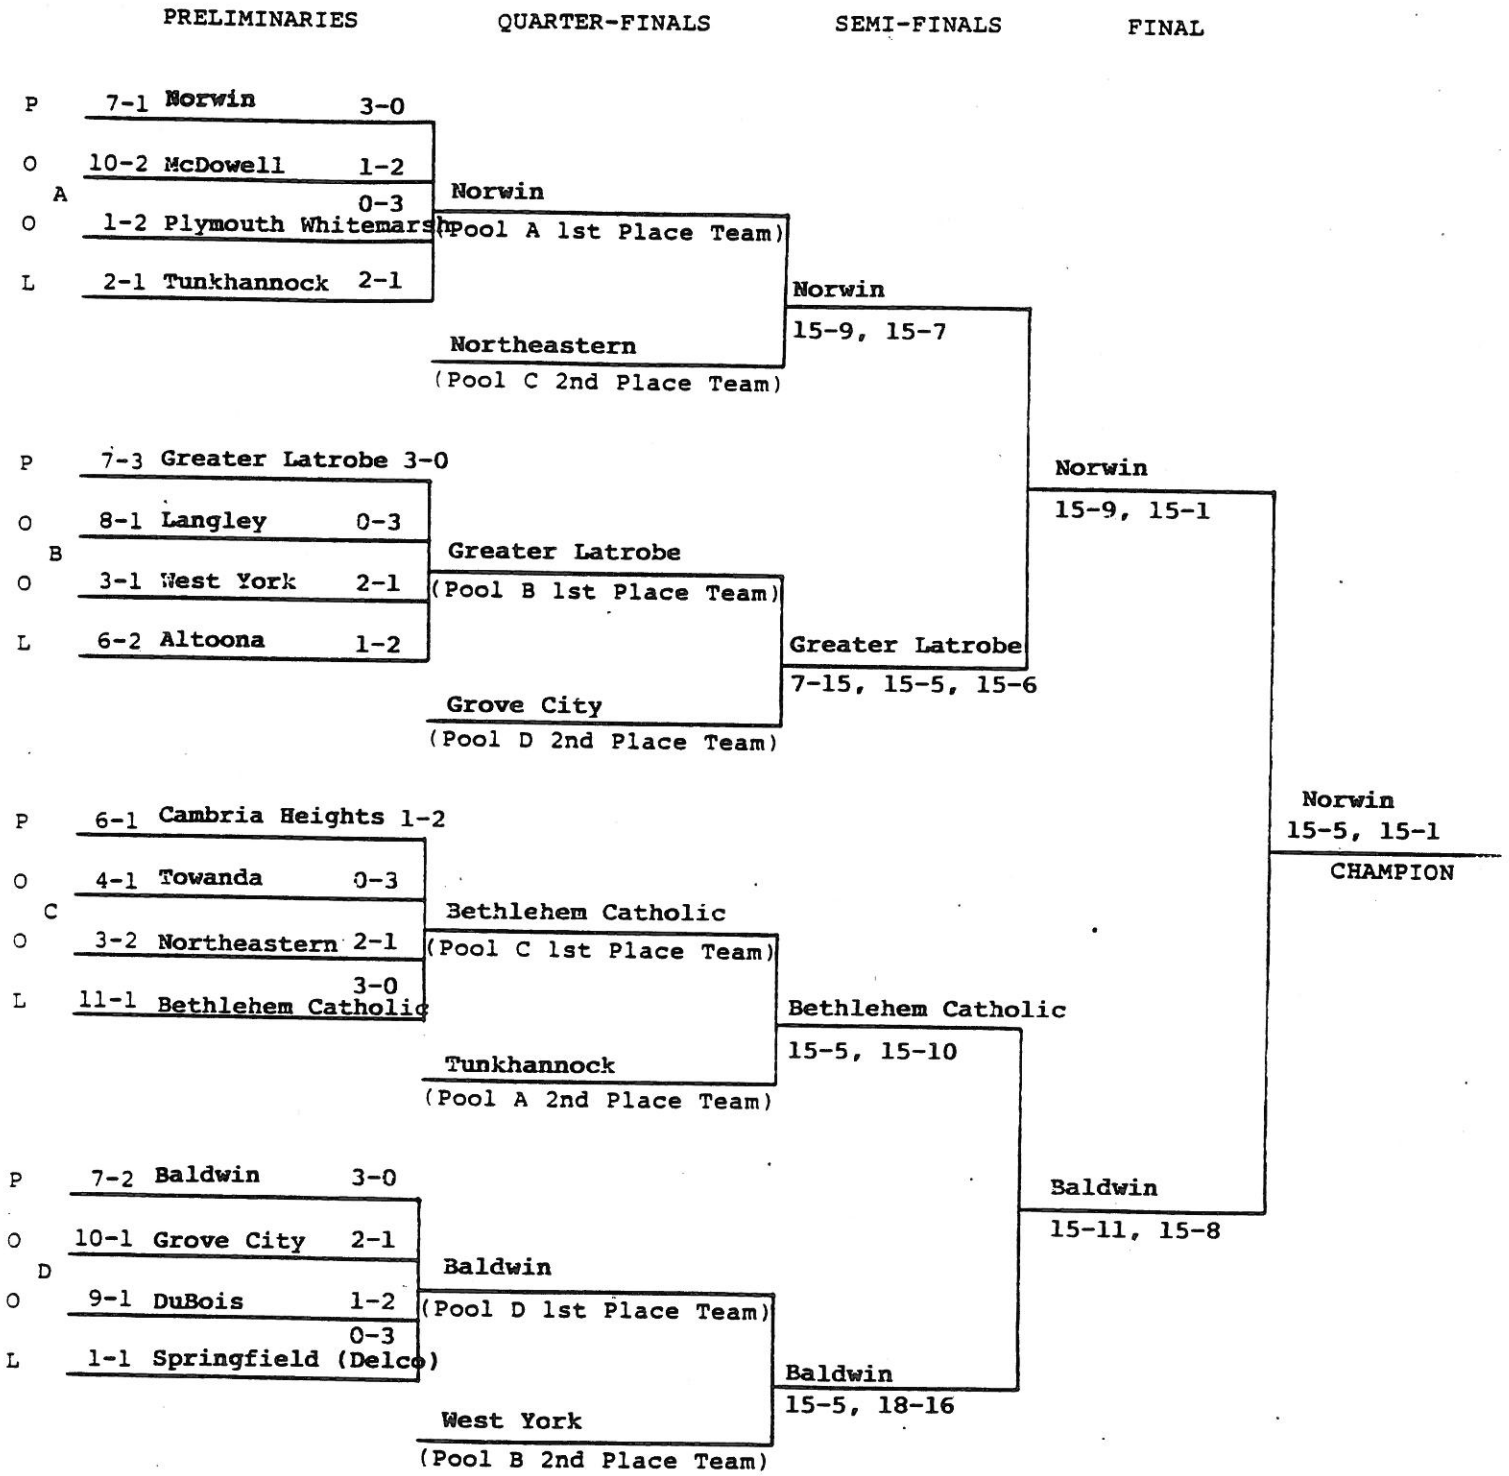 PRELIMINARIES QUARTER-FINALS SEMI-FINALS FINAL
P 7-1 Norwin 3-0
O 10-2 McDowell 1-2
A
0-3
O 1-2 Plymouth Whitemarsh
L 2-1 Tunkhannock 2-1
Norwin
(Pool A 1st Place Team)
Northeastern
(Pool C 2nd Place Team)
Norwin
15-9, 15-7
P 7-3 Greater Latrobe 3-0
O 8-1 Langley 0-3
B
O 3-1 West York 2-1
L 6-2 Altoona 1-2
Greater Latrobe
(Pool B 1st Place Team)
Grove City
(Pool D 2nd Place Team)
Greater Latrobe
7-15, 15-5, 15-6
Norwin
15-9, 15-1
P 6-1 Cambria Heights 1-2
O 4-1 Towanda 0-3
C
O 3-2 Northeastern 2-1
3-0
L 11-1 Bethlehem Catholic
Bethlehem Catholic
(Pool C 1st Place Team)
Tunkhannock
(Pool A 2nd Place Team)
Bethlehem Catholic
15-5, 15-10
P 7-2 Baldwin 3-0
O 10-1 Grove City 2-1
D
O 9-1 DuBois 1-2
0-3
L 1-1 Springfield (Delco)
Baldwin
(Pool D 1st Place Team)
West York
(Pool B 2nd Place Team)
Baldwin
15-5, 18-16
Baldwin
15-11, 15-8
Norwin
15-5, 15-1
CHAMPION